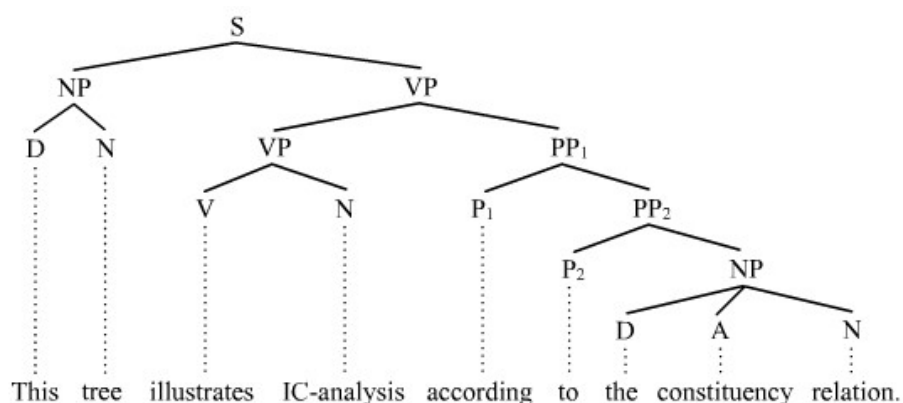 S
NP VP
D N VP PP₁
V N P₁ PP₂
P₂ NP
D A N
This tree illustrates IC-analysis according to the constituency relation.